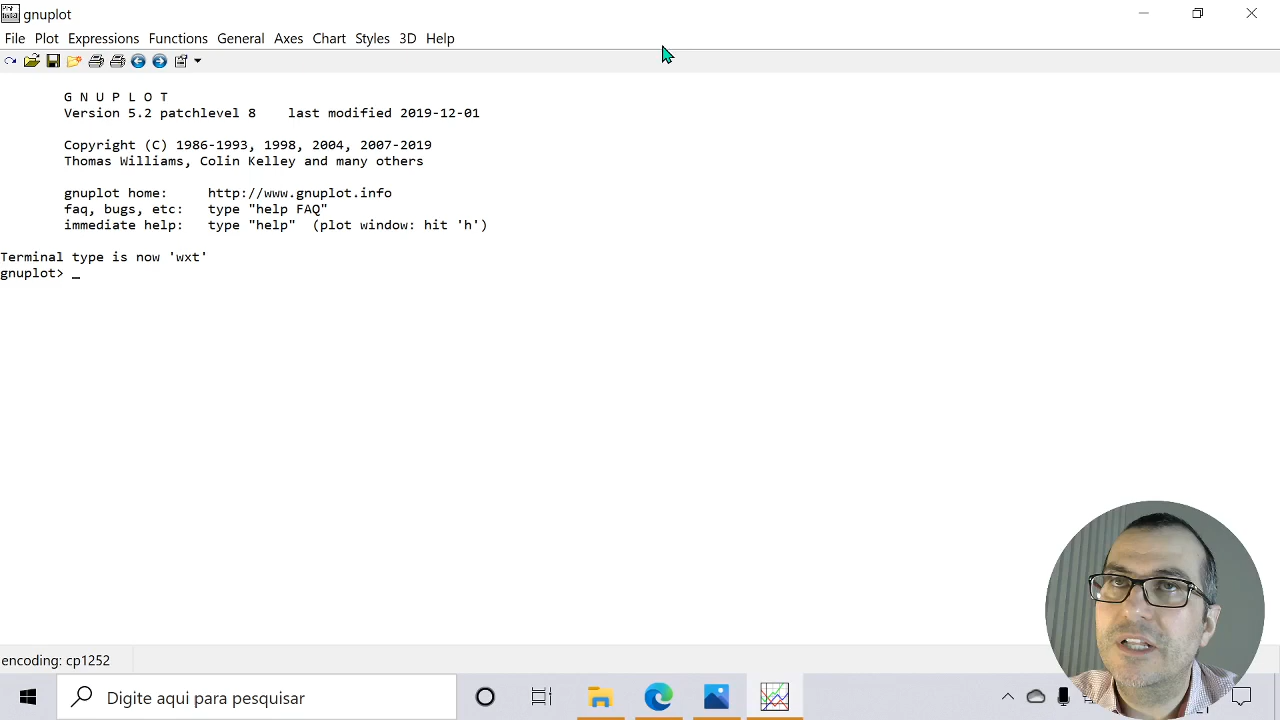 gnuplot
File Plot Expressions Functions General Axes Chart Styles 3D Help
G N U P L O T
Version 5.2 patchlevel 8    last modified 2019-12-01
Copyright (C) 1986-1993, 1998, 2004, 2007-2019
Thomas Williams, Colin Kelley and many others
gnuplot home:     http://www.gnuplot.info
faq, bugs, etc:   type "help FAQ"
immediate help:   type "help"  (plot window: hit 'h')
Terminal type is now 'wxt'
gnuplot> _
encoding: cp1252
Digite aqui para pesquisar